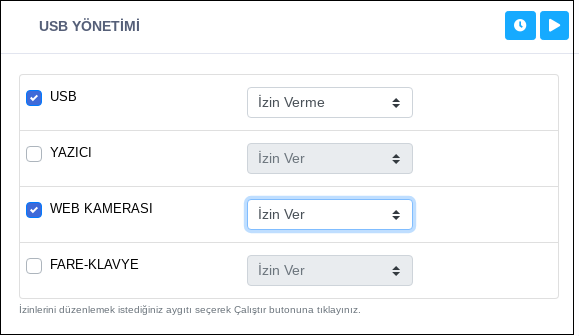 USB YÖNETİMİ
USB İzin Verme
YAZICI İzin Ver
WEB KAMERASI İzin Ver
FARE-KLAVYE İzin Ver
İzinlerini düzenlemek istediğiniz aygıtı seçerek Çalıştır butonuna tıklayınız.